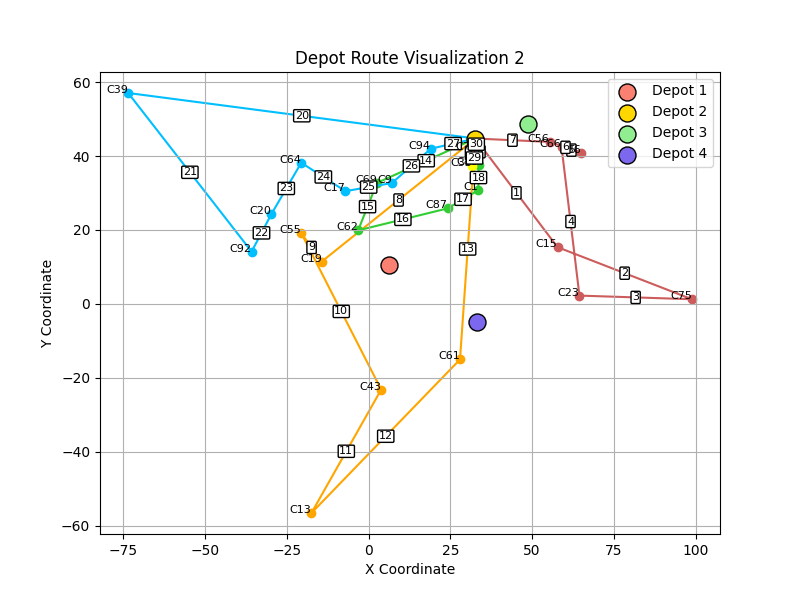 Depot Route Visualization 2
Depot 1
Depot 2
Depot 3
Depot 4
C39
20
21
C64
23
24
C17
C20
22
C92
C94
27
30
29
26
14
C69
25
C9
15
8
C62
16
C87
17
18
28
C55
9
C19
10
C43
11
C13
12
C61
13
7
C56
C66
1
C15
2
4
C23
3
C75
60
40
20
0
−20
−40
−60
−75
−50
−25
0
25
50
75
100
X Coordinate
Y Coordinate